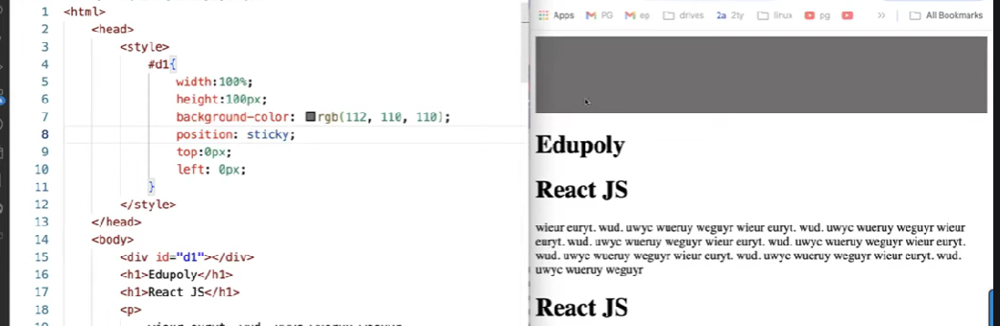 1 <html>
2 <head>
3 <style>
4 #d1{
5 width:100%;
6 height:100px;
7 background-color: rgb(112, 110, 110);
8 position: sticky;
9 top:0px;
10 left: 0px;
11 }
12 </style>
13 </head>
14 <body>
15 <div id="d1"></div>
16 <h1>Edupoly</h1>
17 <h1>React JS</h1>
18 <p>
Apps PG ep drives 2a 2ty linux pg >> All Bookmarks
Edupoly
React JS
wieur euryt. wud. uwyc wueruy weguyr wieur euryt. wud. uwyc wueruy weguyr wieur
euryt. wud. uwyc wueruy weguyr wieur euryt. wud. uwyc wueruy weguyr wieur euryt.
wud. uwyc wueruy weguyr wieur euryt. wud. uwyc wueruy weguyr wieur euryt. wud.
uwyc wueruy weguyr
React JS